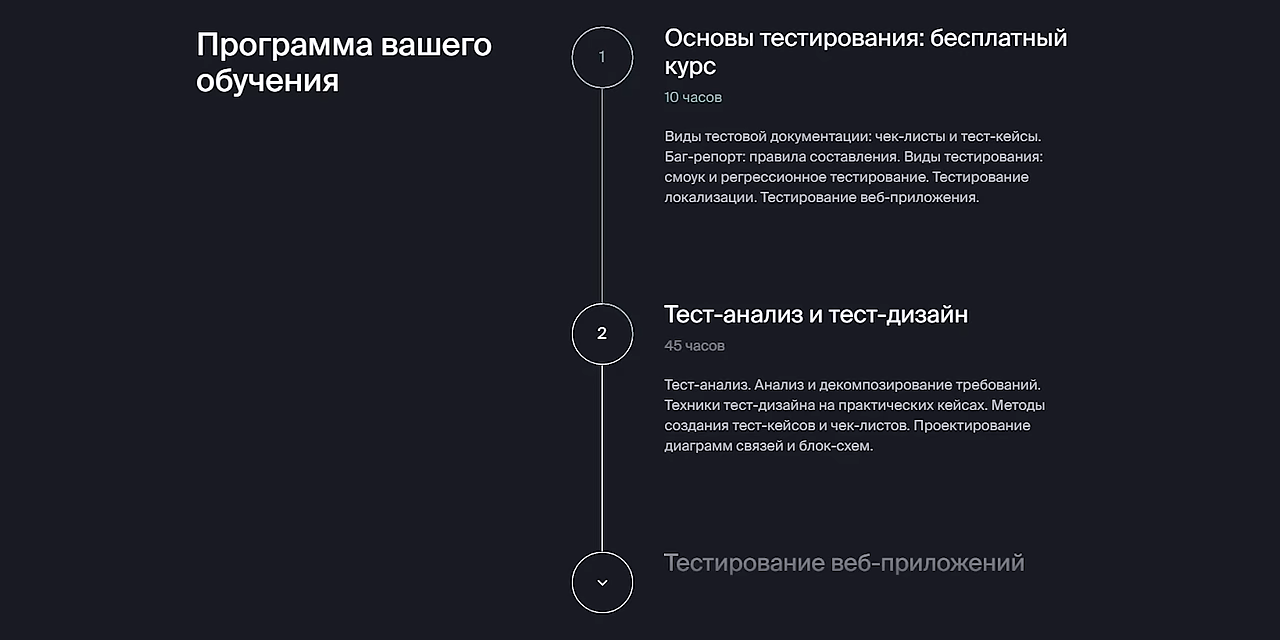 Программа вашего
обучения
1
Основы тестирования: бесплатный
курс
10 часов
Виды тестовой документации: чек-листы и тест-кейсы.
Баг-репорт: правила составления. Виды тестирования:
смоук и регрессионное тестирование. Тестирование
локализации. Тестирование веб-приложения.
2
Тест-анализ и тест-дизайн
45 часов
Тест-анализ. Анализ и декомпозирование требований.
Техники тест-дизайна на практических кейсах. Методы
создания тест-кейсов и чек-листов. Проектирование
диаграмм связей и блок-схем.
Тестирование веб-приложений